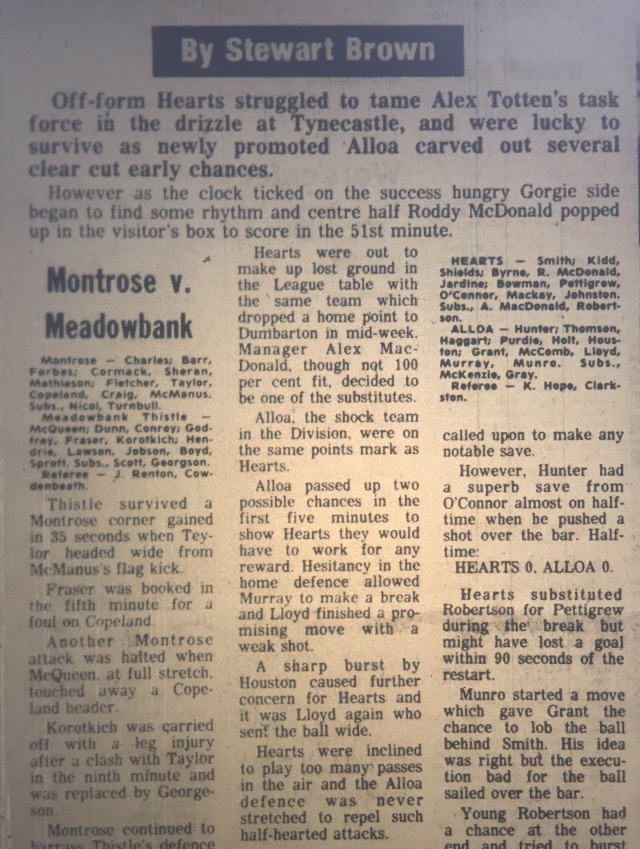 By Stewart Brown
Off-form Hearts struggled to tame Alex Totten's task
force in the drizzle at Tynecastle, and were lucky to
survive as newly promoted Alloa carved out several
clear cut early chances.
However as the clock ticked on the success hungry Gorgie side
began to find some rhythm and centre half Roddy McDonald popped
up in the visitor's box to score in the 51st minute.
Montrose v.
Meadowbank
Montrose — Charles; Barr,
Forbes; Cormack, Sheran,
Mathieson; Fletcher, Taylor,
Copeland, Craig, McManus.
Subs., Nicol, Turnbull.
Meadowbank Thistle —
McQueen; Dunn, Conroy; God-
frey, Fraser, Korotkich; Hen-
drie, Lawson, Jobson, Boyd,
Sprott. Subs., Scott, Georgson.
Referee — J. Renton, Cow-
denbeath.
Thistle survived a
Montrose corner gained
in 35 seconds when Tey-
lor headed wide from
McManus's flag kick.
Fraser was booked in
the fifth minute for a
foul on Copeland.
Another Montrose
attack was halted when
McQueen, at full stretch,
touched away a Cope-
land header.
Korotkich was carried
off with a leg injury
after a clash with Taylor
in the ninth minute and
was replaced by George-
son.
Montrose continued to
harrass Thistle's defence
Hearts were out to
make up lost ground in
the League table with
the same team which
dropped a home point to
Dumbarton in mid-week.
Manager Alex Mac-
Donald, though not 100
per cent fit, decided to
be one of the substitutes.
Alloa, the shock team
in the Division, were on
the same points mark as
Hearts.
Alloa passed up two
possible chances in the
first five minutes to
show Hearts they would
have to work for any
reward. Hesitancy in the
home defence allowed
Murray to make a break
and Lloyd finished a pro-
mising move with a
weak shot.
A sharp burst by
Houston caused further
concern for Hearts and
it was Lloyd again who
sent the ball wide.
Hearts were inclined
to play too many passes
in the air and the Alloa
defence was never
stretched to repel such
half-hearted attacks.
HEARTS — Smith; Kidd,
Shields; Byrne, R. McDonald,
Jardine; Bowman, Pettigrew,
O'Connor, Mackay, Johnston.
Subs., A. MacDonald, Robert-
son.
ALLOA — Hunter; Thomson,
Haggart; Purdie, Holt, Hous-
ton; Grant, McComb, Lloyd,
Murray, Munro. Subs.,
McKenzie, Gray.
Referee — K. Hope, Clark-
ston.
called upon to make any
notable save.
However, Hunter had
a superb save from
O'Connor almost on half-
time when he pushed a
shot over the bar. Half-
time:
HEARTS 0, ALLOA 0.
Hearts substituted
Robertson for Pettigrew
during the break but
might have lost a goal
within 90 seconds of the
restart.
Munro started a move
which gave Grant the
chance to lob the ball
behind Smith. His idea
was right but the execu-
tion bad for the ball
sailed over the bar.
Young Robertson had
a chance at the other
end and tried to burst